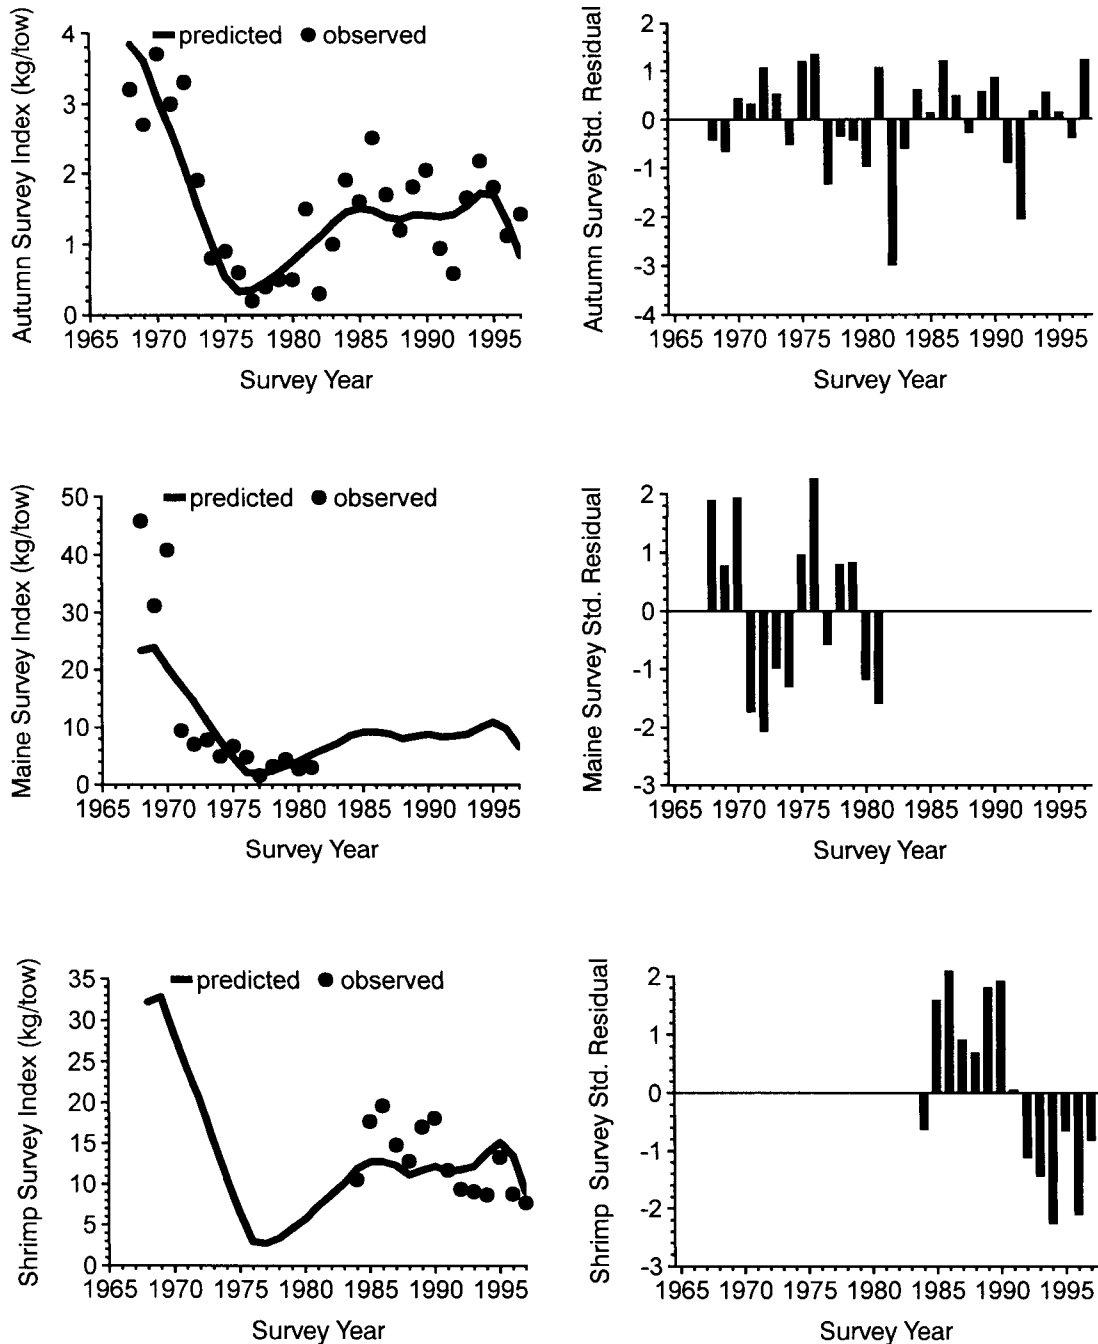 predicted observed
4
3
2
1
0
1965 1970 1975 1980 1985 1990 1995
Survey Year
Autumn Survey Index (kg/tow)
2
1
0
-1
-2
-3
-4
1965 1970 1975 1980 1985 1990 1995
Survey Year
Autumn Survey Std. Residual
predicted observed
50
40
30
20
10
0
1965 1970 1975 1980 1985 1990 1995
Survey Year
Maine Survey Index (kg/tow)
2
1
0
-1
-2
-3
1965 1970 1975 1980 1985 1990 1995
Survey Year
Maine Survey Std. Residual
predicted observed
35
30
25
20
15
10
5
0
1965 1970 1975 1980 1985 1990 1995
Survey Year
Shrimp Survey Index (kg/tow)
2
1
0
-1
-2
-3
1965 1970 1975 1980 1985 1990 1995
Survey Year
Shrimp Survey Std. Residual